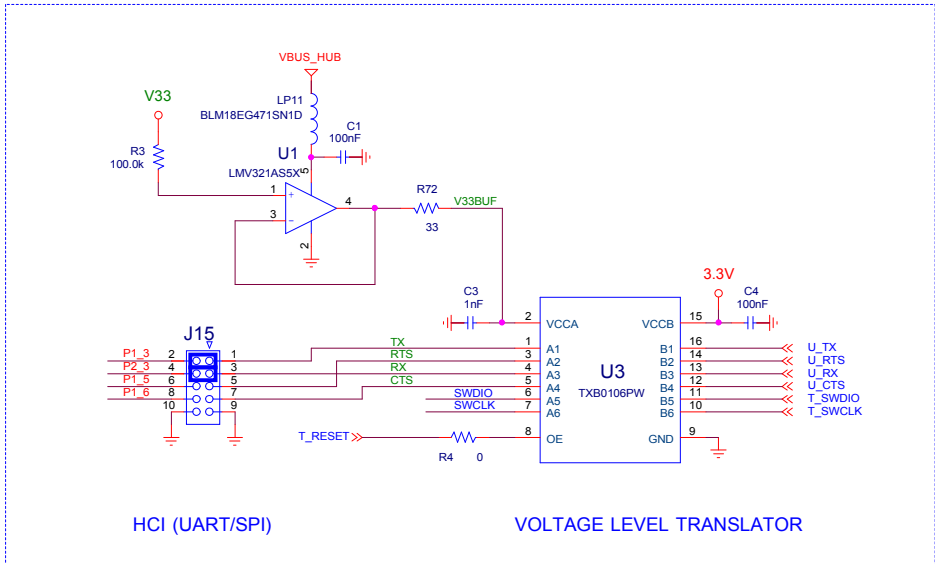 VBUS_HUB
LP11
BLM18EG471SN1D
V33
C1
100nF
R3
100.0k
U1
LMV321AS5X
5
1
+
3
−
4
2
R72
33
V33BUF
3.3V
C3
1nF
C4
100nF
2
VCCA
VCCB
15
J15
P1_3 2 1 TX 1 A1 B1 16 U_TX
RTS 3 A2 B2 14 U_RTS
P2_3 4 3 RX 4 A3 B3 13 U_RX
P1_5 6 5 CTS 5 A4 B4 12 U_CTS
P1_6 8 7 SWDIO 6 A5 B5 11 T_SWDIO
10 9 SWCLK 7 A6 B6 10 T_SWCLK
U3
TXB0106PW
T_RESET
R4 0
8 OE GND 9
HCI (UART/SPI)
VOLTAGE LEVEL TRANSLATOR